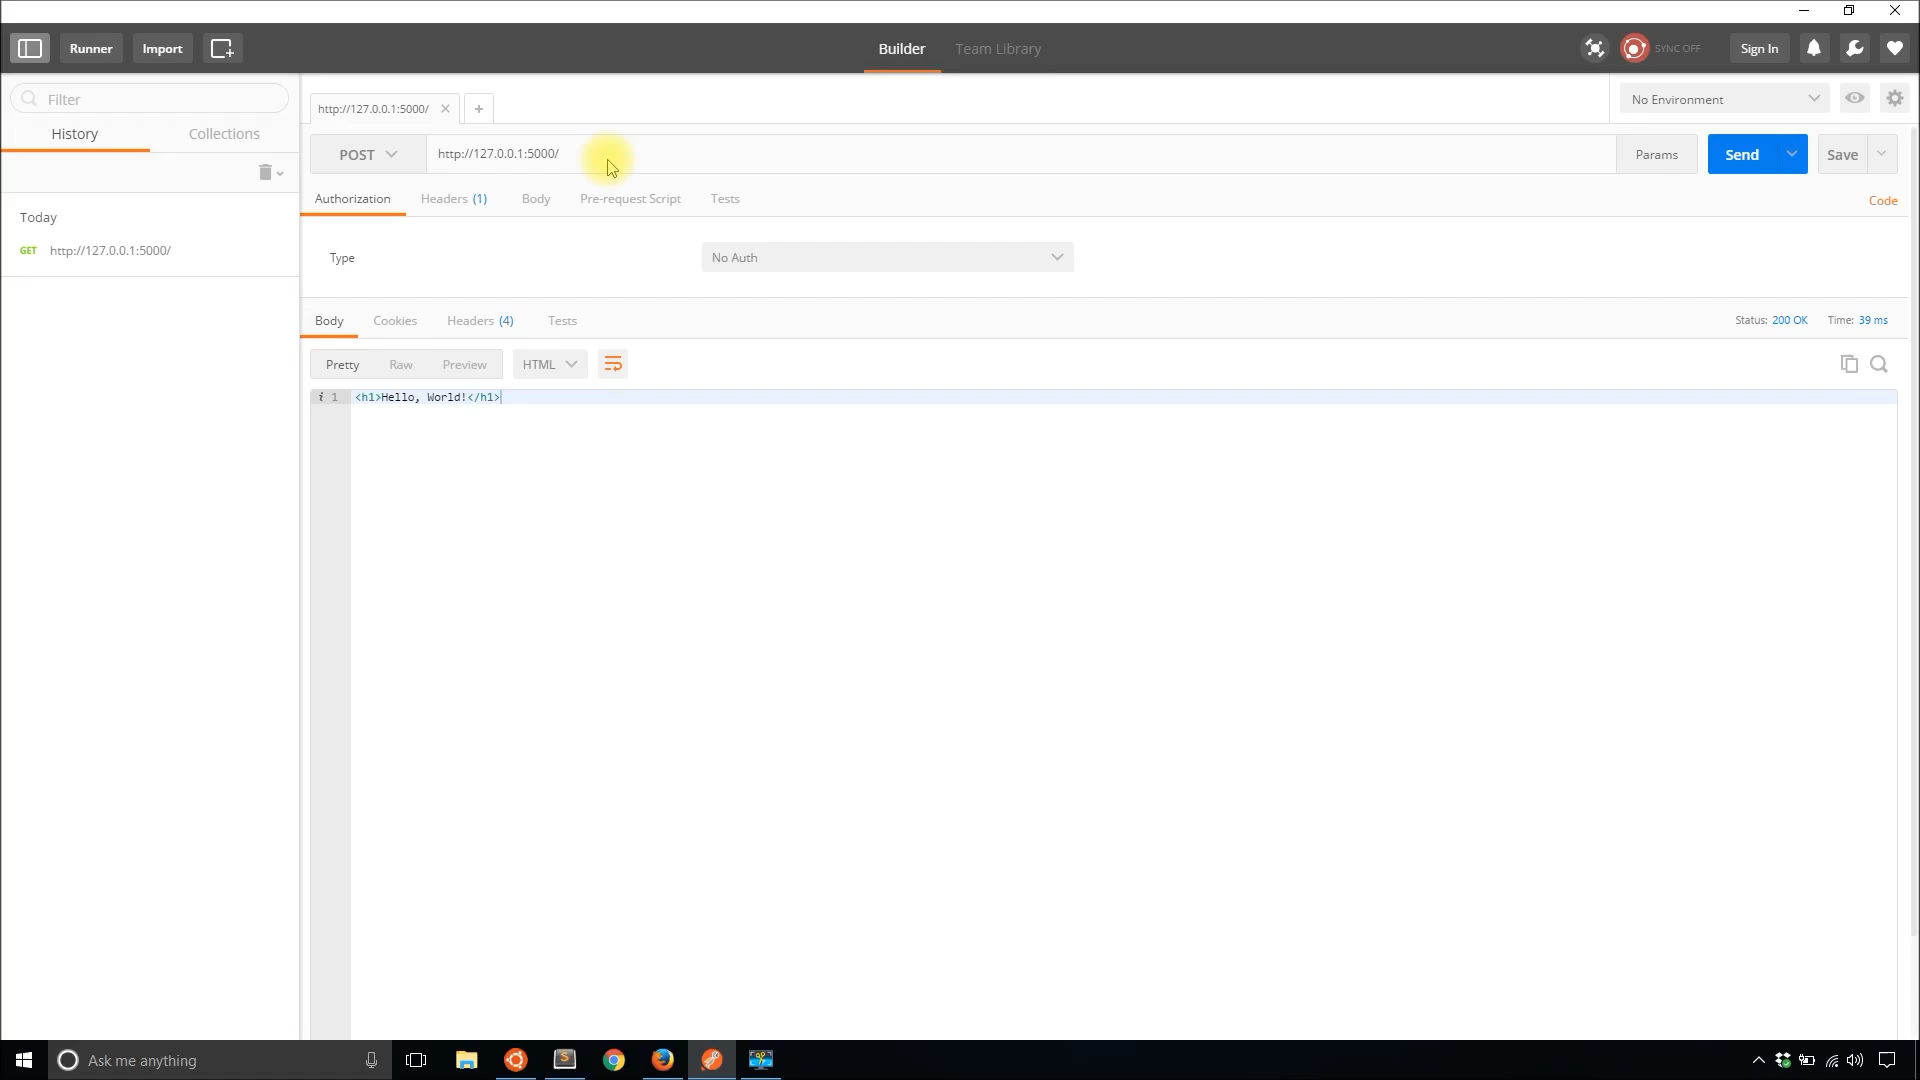 Runner
Import
Builder
Team Library
SYNC OFF
Sign In
Filter
History
Collections
Today
GET http://127.0.0.1:5000/
http://127.0.0.1:5000/
No Environment
POST
http://127.0.0.1:5000/
Params
Send
Save
Authorization
Headers (1)
Body
Pre-request Script
Tests
Code
Type
No Auth
Body
Cookies
Headers (4)
Tests
Status: 200 OK
Time: 39 ms
Pretty
Raw
Preview
HTML
i 1 <h1>Hello, World!</h1>
Ask me anything